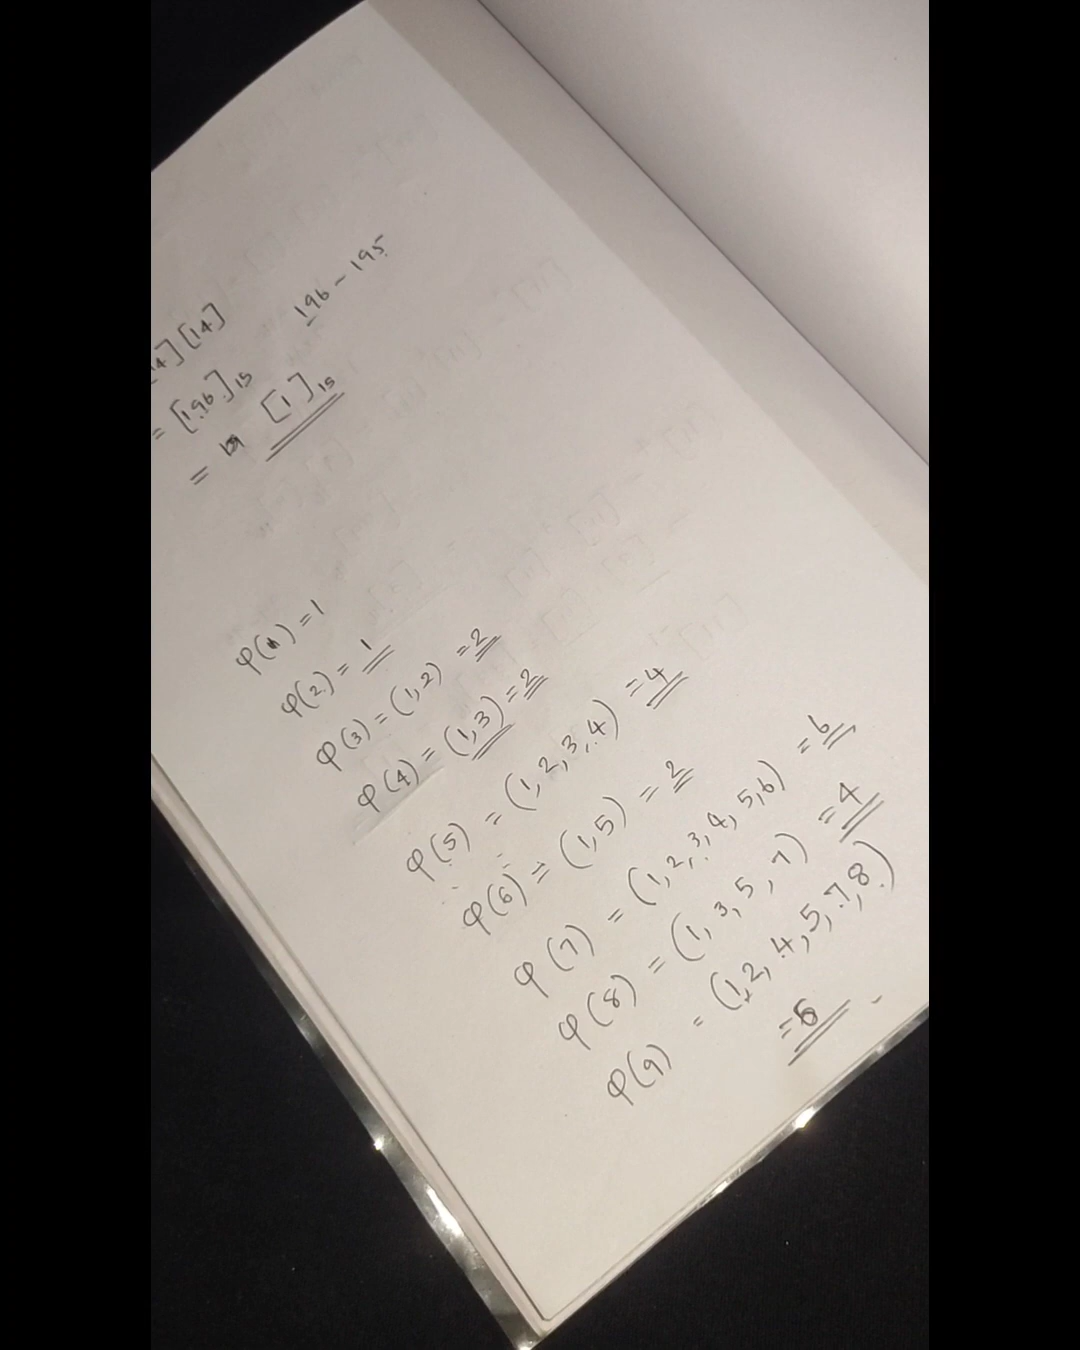 4][14]
196 - 195
= [196]15
= [1]15
φ(1) = 1
φ(2) = 1
φ(3) = (1,2) = 2
φ(4) = (1,3) = 2
φ(5) = (1,2,3,4) = 4
φ(6) = (1,5) = 2
φ(7) = (1,2,3,4,5,6) = 6
φ(8) = (1,3,5,7) = 4
φ(9) = (1,2,4,5,7,8)
= 6